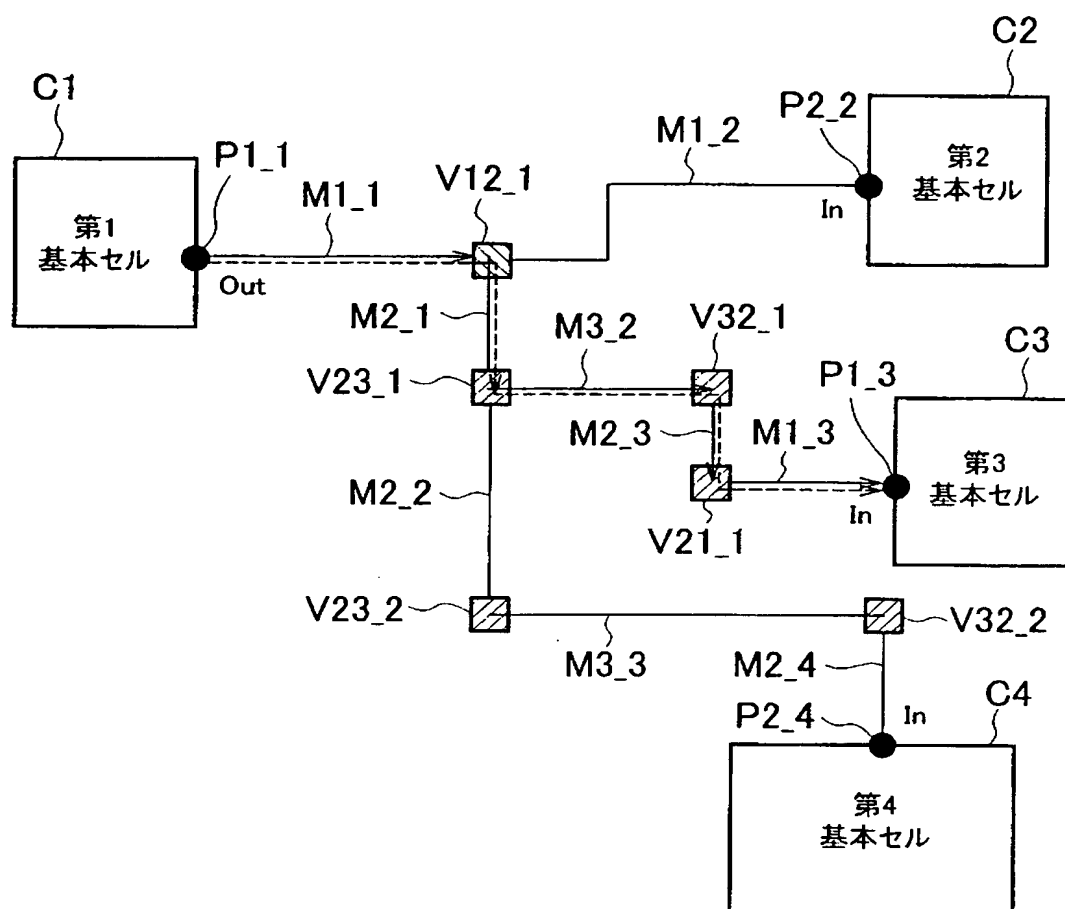 C2
C1
P2_2
P1_1
M1_2
V12_1
第2
基本セル
M1_1
In
第1
基本セル
Out
M2_1
M3_2
V32_1
C3
V23_1
P1_3
M2_3
M1_3
第3
基本セル
M2_2
In
V21_1
V23_2
V32_2
M3_3
M2_4
C4
P2_4
In
第4
基本セル